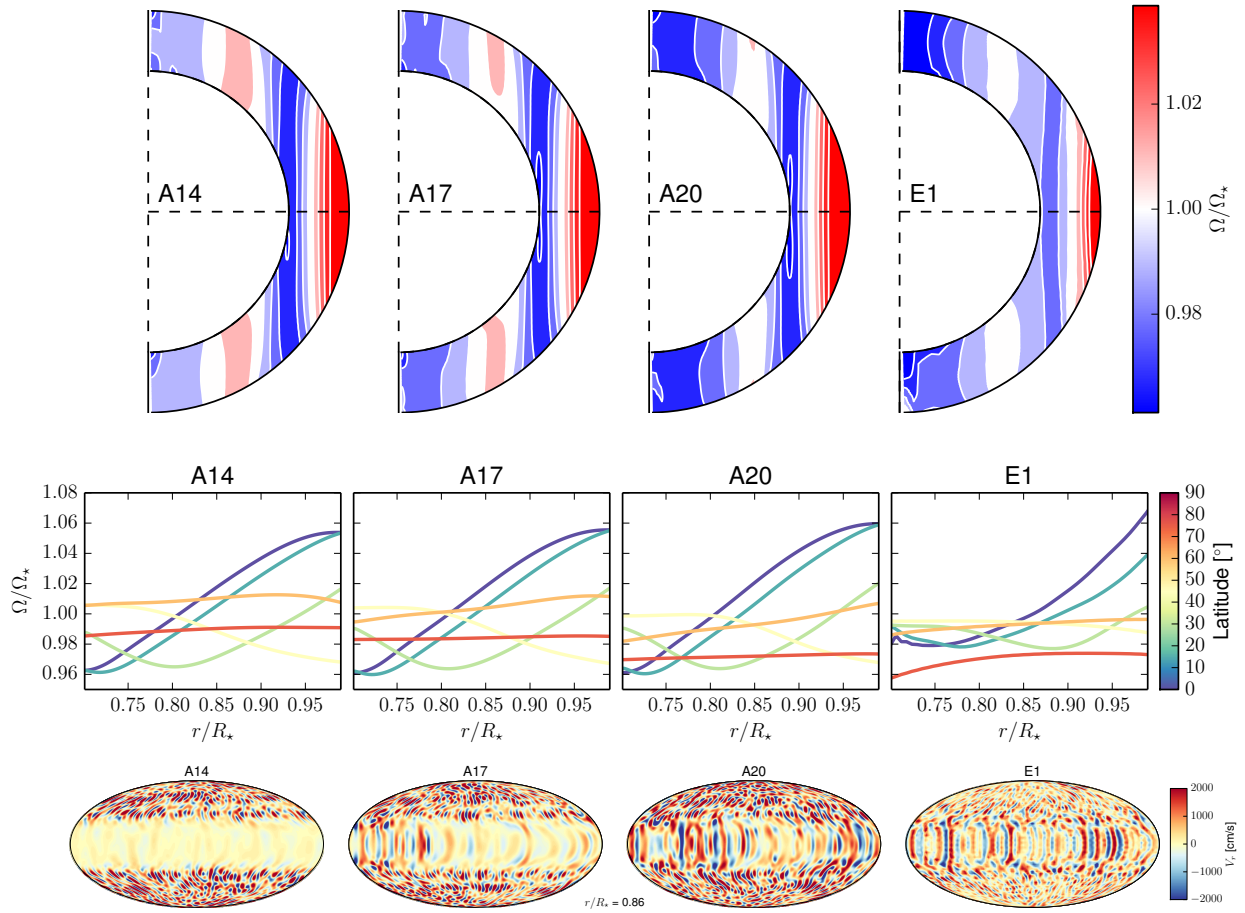 A14
A17
A20
E1
1.02
1.00
0.98
Ω/Ω⋆
A14
A17
A20
E1
1.08
1.06
1.04
1.02
1.00
0.98
0.96
Ω/Ω⋆
0.75 0.80 0.85 0.90 0.95
0.75 0.80 0.85 0.90 0.95
0.75 0.80 0.85 0.90 0.95
0.75 0.80 0.85 0.90 0.95
r/R⋆
r/R⋆
r/R⋆
r/R⋆
90
80
70
60
50
40
30
20
10
0
Latitude [°]
A14
A17
A20
E1
2000
1000
0
−1000
−2000
Vr [cm/s]
r/R⋆ = 0.86